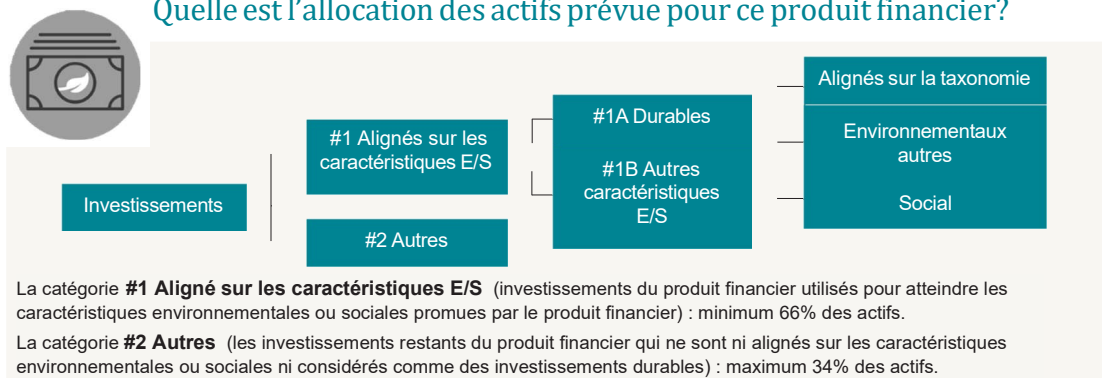 Quelle est l’allocation des actifs prévue pour ce produit financier?
Investissements
#1 Alignés sur les
caractéristiques E/S
#2 Autres
#1A Durables
#1B Autres
caractéristiques
E/S
Alignés sur la taxonomie
Environnementaux
autres
Social
La catégorie #1 Aligné sur les caractéristiques E/S (investissements du produit financier utilisés pour atteindre les
caractéristiques environnementales ou sociales promues par le produit financier) : minimum 66% des actifs.
La catégorie #2 Autres (les investissements restants du produit financier qui ne sont ni alignés sur les caractéristiques
environnementales ou sociales ni considérés comme des investissements durables) : maximum 34% des actifs.